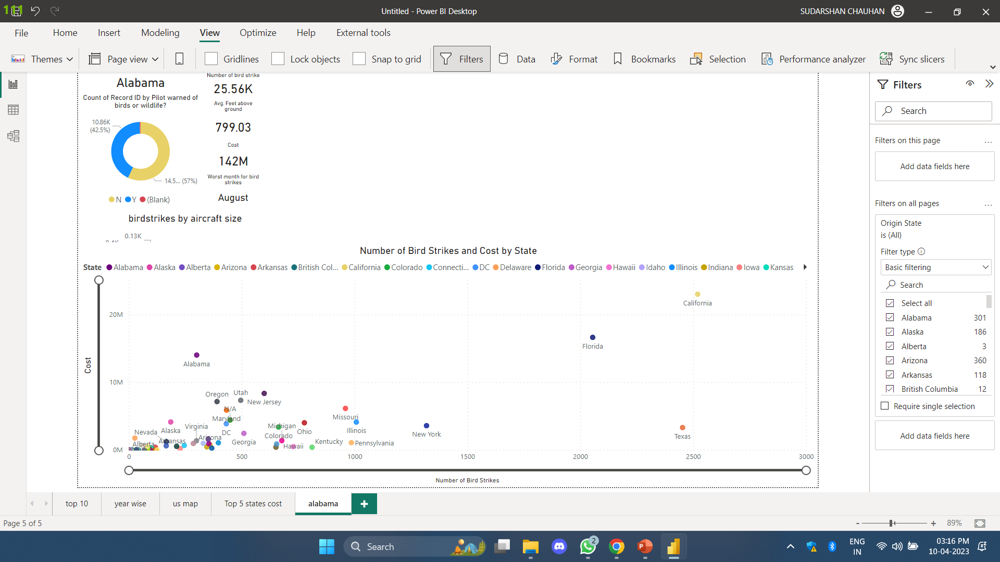 111
Untitled - Power BI Desktop
SUDARSHAN CHAUHAN
File Home Insert Modeling View Optimize Help External tools
Themes Page view Gridlines Lock objects Snap to grid Filters Data Format Bookmarks Selection Performance analyzer Sync slicers
Alabama
Count of Record ID by Pilot warned of
birds or wildlife?
10.86K
(42.5%)
14.5... (57%)
N Y (Blank)
Number of bird strike
25.56K
Avg. Feet above
ground
799.03
Cost
142M
Worst month for bird
strikes
August
birdstrikes by aircraft size
0.13K
Number of Bird Strikes and Cost by State
State Alabama Alaska Alberta Arizona Arkansas British Col... California Colorado Connecti... DC Delaware Florida Georgia Hawaii Idaho Illinois Indiana Iowa Kansas
Cost
20M
10M
0M
California
Florida
Alabama
Oregon
Utah
New Jersey
N/A
Maryland
Missouri
Michigan
Virginia
Nevada
Alaska
DC
Colorado
Ohio
Illinois
New York
Texas
Alberta
Arkansas
Arizona
Georgia
Hawaii
Kentucky
Pennsylvania
0 500 1000 1500 2000 2500 3000
Number of Bird Strikes
Filters
Search
Filters on this page ...
Add data fields here
Filters on all pages ...
Origin State
is (All)
Filter type
Basic filtering
Search
Select all
Alabama 301
Alaska 186
Alberta 3
Arizona 360
Arkansas 118
British Columbia 12
Require single selection
Add data fields here
top 10 year wise us map Top 5 states cost alabama +
Page 5 of 5
- + 89%
Search
2
ENG
IN
03:16 PM
10-04-2023